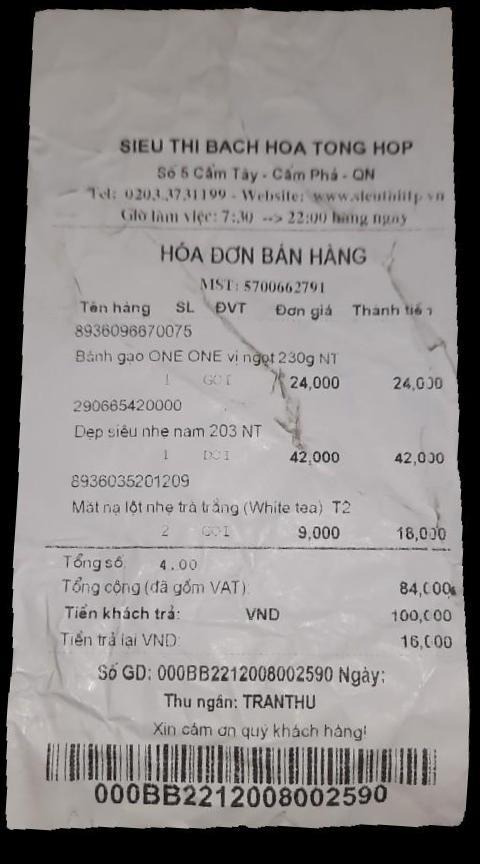 SIEU THI BACH HOA TONG HOP
Số 5 Cẩm Tây - Cẩm Phả - QN
Tel: 0203.3731199 - Website: www.sieuthittp.vn
Giờ làm việc: 7:30 --> 22:00 hàng ngày
HÓA ĐƠN BÁN HÀNG
MST: 5700662791
Tên hàng SL ĐVT Đơn giá Thành tiền
8936096670075
Bánh gạo ONE ONE vị ngọt 230g NT
1 GOI 24,000 24,000
290665420000
Dẹp siêu nhẹ nam 203 NT
1 DOI 42,000 42,000
8936035201209
Mặt nạ lột nhẹ trà trắng (White tea) T2
2 GOI 9,000 18,000
Tổng số: 4.00
Tổng cộng (đã gồm VAT): 84,000
Tiền khách trả: VND 100,000
Tiền trả lại VND: 16,000
Số GD: 000BB2212008002590 Ngày:
Thu ngân: TRANTHU
Xin cảm ơn quý khách hàng!
000BB2212008002590